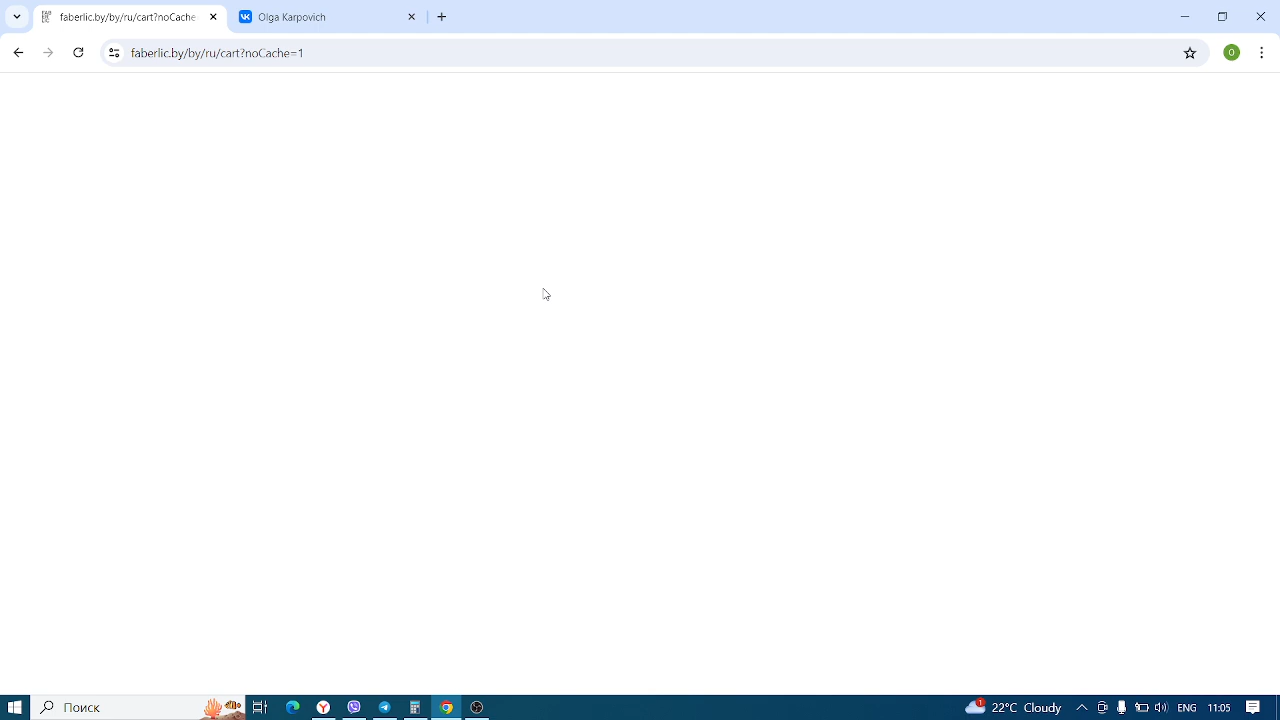 faberlic.by/by/ru/cart?noCache
Olga Karpovich
faberlic.by/by/ru/cart?noCache=1
O
Поиск
1
22°C Cloudy
ENG
11:05